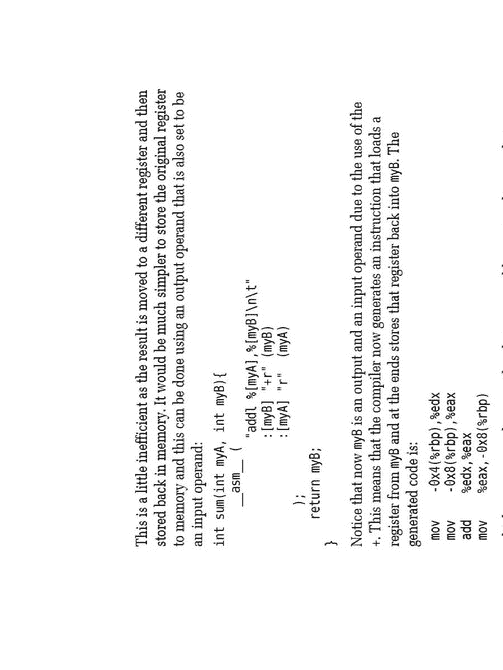 This is a little inefficient as the result is moved to a different register and then
stored back in memory. It would be much simpler to store the original register
to memory and this can be done using an output operand that is also set to be
an input operand:
int sum(int myA, int myB){
__asm__ (
"addl %[myA],%[myB]\n\t"
:[myB] "+r" (myB)
:[myA] "r" (myA)
);
return myB;
}
Notice that now myB is an output and an input operand due to the use of the
+. This means that the compiler now generates an instruction that loads a
register from myB and at the ends stores that register back into myB. The
generated code is:
mov -0x4(%rbp),%edx
mov -0x8(%rbp),%eax
add %edx,%eax
mov %eax,-0x8(%rbp)